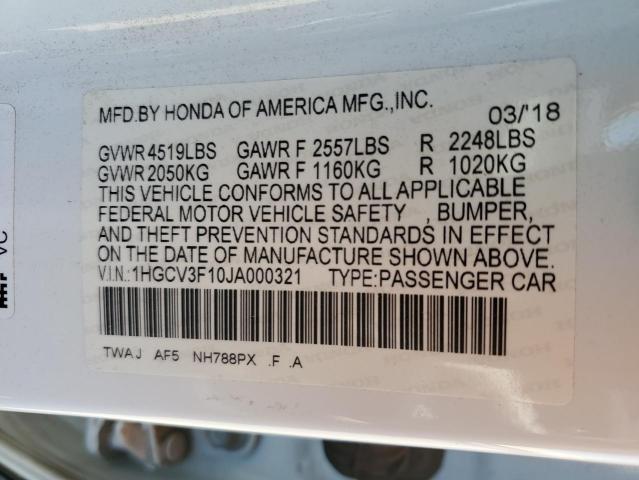 MFD.BY HONDA OF AMERICA MFG.,INC. 03/'18
GVWR 4519LBS GAWR F 2557LBS R 2248LBS
GVWR 2050KG GAWR F 1160KG R 1020KG
THIS VEHICLE CONFORMS TO ALL APPLICABLE
FEDERAL MOTOR VEHICLE SAFETY , BUMPER,
AND THEFT PREVENTION STANDARDS IN EFFECT
ON THE DATE OF MANUFACTURE SHOWN ABOVE.
V.I.N.:1HGCV3F10JA000321 TYPE:PASSENGER CAR
TWAJ AF5 NH788PX .F .A
VC